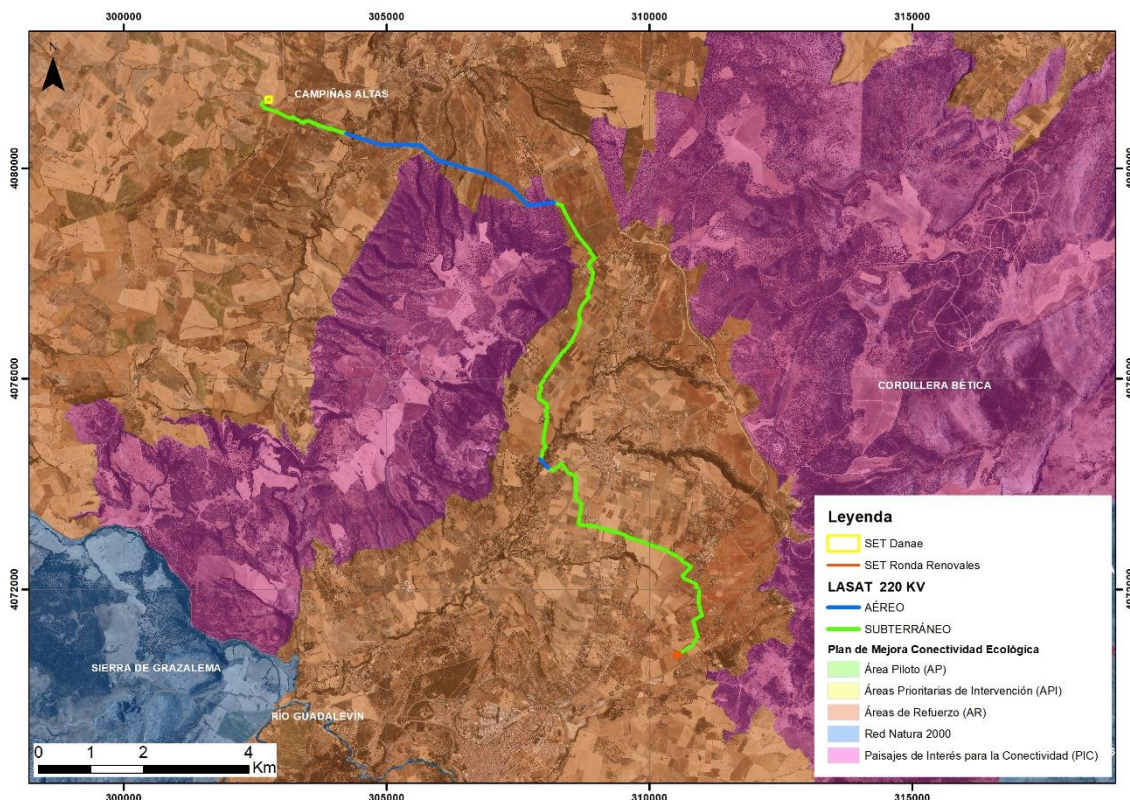 300000 305000 310000 315000
N
CAMPIÑAS ALTAS
4080000 4080000
4076000 4076000
CORDILLERA BÉTICA
4072000
SIERRA DE GRAZALEMA
RÍO GUADALEVÍN
0 1 2 4
Km
Leyenda
SET Danae
SET Ronda Renovales
LASAT 220 KV
AÉREO
SUBTERRÁNEO
Plan de Mejora Conectividad Ecológica
Área Piloto (AP)
Áreas Prioritarias de Intervención (API)
Áreas de Refuerzo (AR)
Red Natura 2000
Paisajes de Interés para la Conectividad (PIC)
300000 305000 310000 315000